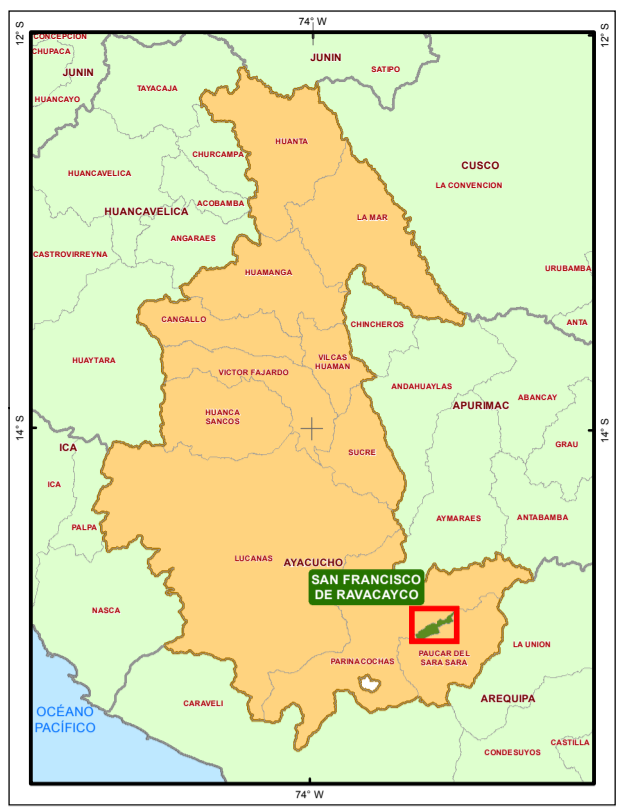 74° W
12° S
12° S
CONCEPCION
CHUPACA
JUNIN
JUNIN
SATIPO
TAYACAJA
HUANCAYO
HUANTA
CHURCAMPA
CUSCO
HUANCAVELICA
LA CONVENCION
ACOBAMBA
HUANCAVELICA
LA MAR
ANGARAES
CASTROVIRREYNA
URUBAMBA
HUAMANGA
CANGALLO
CHINCHEROS
ANTA
HUAYTARA
VILCAS
HUAMAN
VICTOR FAJARDO
ANDAHUAYLAS
ABANCAY
APURIMAC
HUANCA
SANCOS
14° S
14° S
ICA
GRAU
SUCRE
ICA
AYMARAES
ANTABAMBA
PALPA
LUCANAS
AYACUCHO
SAN FRANCISCO
DE RAVACAYCO
NASCA
LA UNION
PAUCAR DEL
SARA SARA
PARINACOCHAS
AREQUIPA
CARAVELI
OCÉANO
PACÍFICO
CASTILLA
CONDESUYOS
74° W